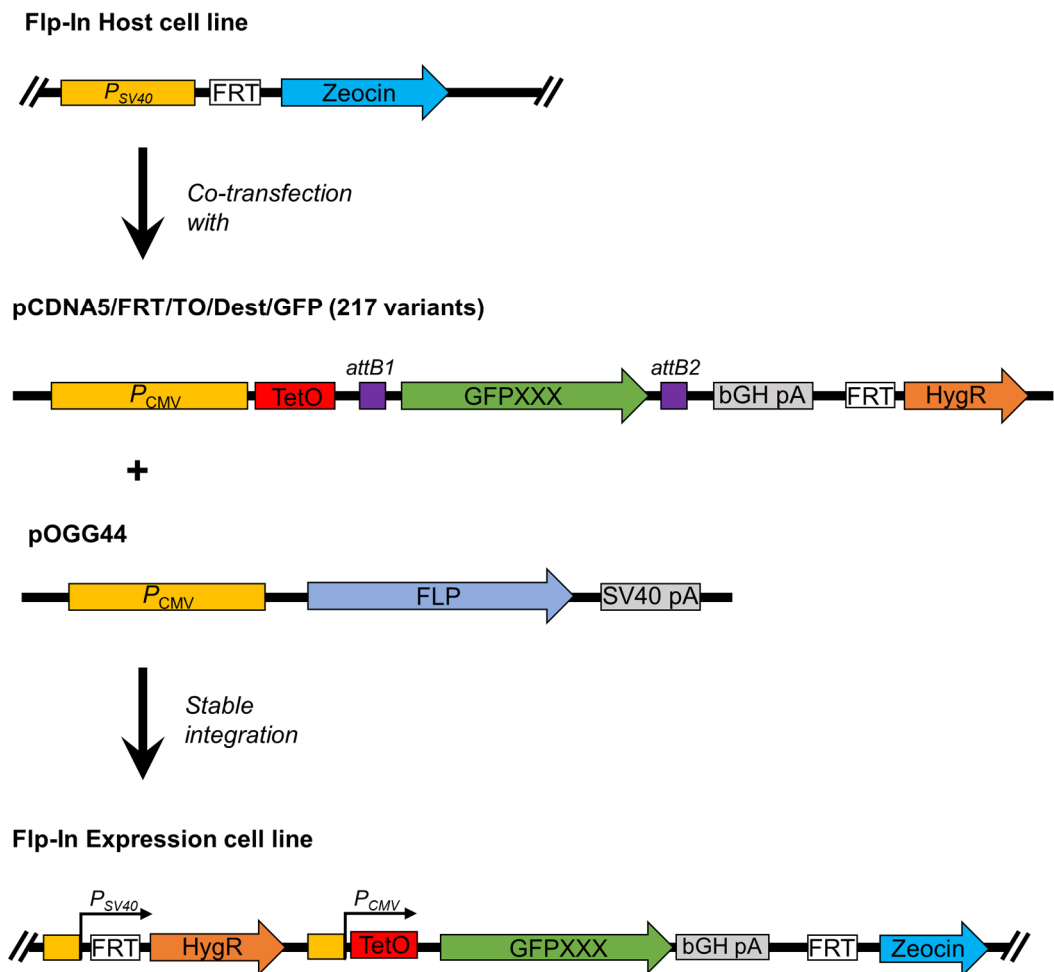 Flp-In Host cell line
PSV40 FRT Zeocin
Co-transfection
with
pCDNA5/FRT/TO/Dest/GFP (217 variants)
attB1 attB2
PCMV TetO GFPXXX bGH pA FRT HygR
+
pOGG44
PCMV FLP SV40 pA
Stable
integration
Flp-In Expression cell line
PSV40 PCMV
FRT HygR TetO GFPXXX bGH pA FRT Zeocin